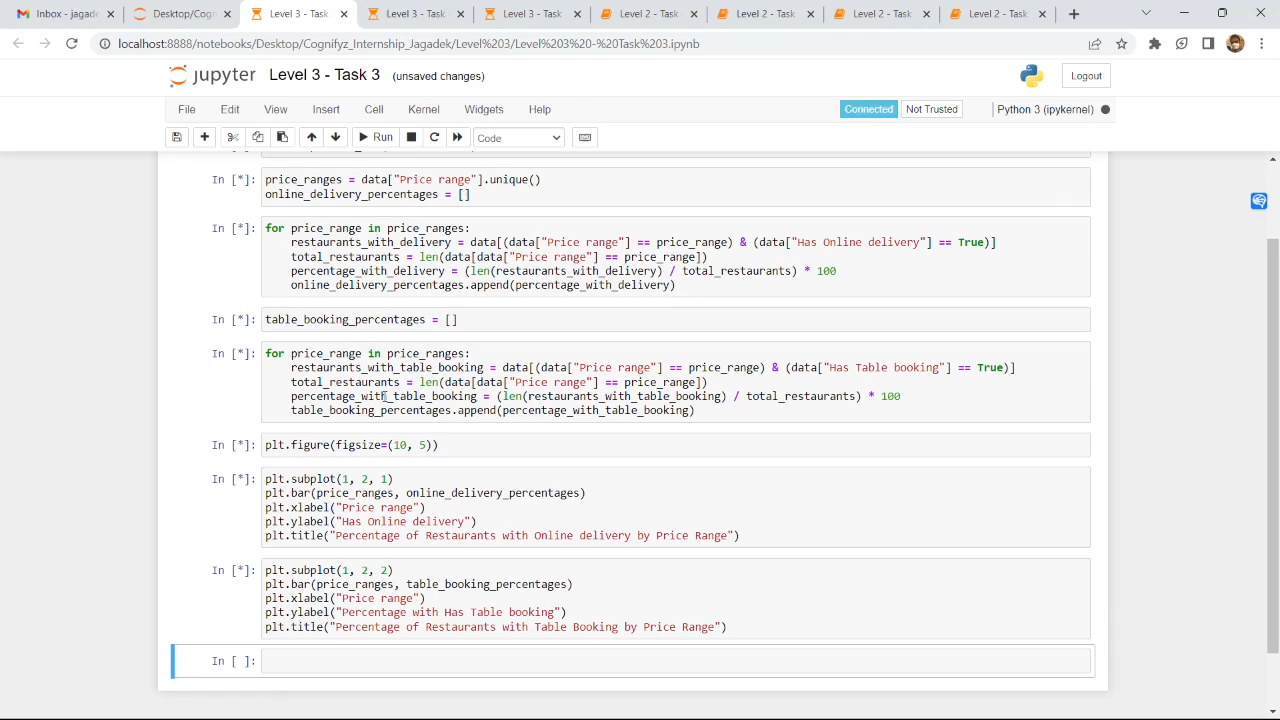 Inbox - jagade
Desktop/Cogn
Level 3 - Task
Level 3 - Task
Level 3 - Task
Level 2 - Task
Level 2 - Task
Level 2 - Task
Level 2 - Task
localhost:8888/notebooks/Desktop/Cognifyz_Internship_Jagadek/Level%203/Level%203%20-%20Task%203.ipynb
jupyter Level 3 - Task 3 (unsaved changes)
Logout
File Edit View Insert Cell Kernel Widgets Help
Connected Not Trusted Python 3 (ipykernel)
Run Code
In [*]: price_ranges = data["Price range"].unique()
online_delivery_percentages = []
In [*]: for price_range in price_ranges:
restaurants_with_delivery = data[(data["Price range"] == price_range) & (data["Has Online delivery"] == True)]
total_restaurants = len(data[data["Price range"] == price_range])
percentage_with_delivery = (len(restaurants_with_delivery) / total_restaurants) * 100
online_delivery_percentages.append(percentage_with_delivery)
In [*]: table_booking_percentages = []
In [*]: for price_range in price_ranges:
restaurants_with_table_booking = data[(data["Price range"] == price_range) & (data["Has Table booking"] == True)]
total_restaurants = len(data[data["Price range"] == price_range])
percentage_with_table_booking = (len(restaurants_with_table_booking) / total_restaurants) * 100
table_booking_percentages.append(percentage_with_table_booking)
In [*]: plt.figure(figsize=(10, 5))
In [*]: plt.subplot(1, 2, 1)
plt.bar(price_ranges, online_delivery_percentages)
plt.xlabel("Price range")
plt.ylabel("Has Online delivery")
plt.title("Percentage of Restaurants with Online delivery by Price Range")
In [*]: plt.subplot(1, 2, 2)
plt.bar(price_ranges, table_booking_percentages)
plt.xlabel("Price range")
plt.ylabel("Percentage with Has Table booking")
plt.title("Percentage of Restaurants with Table Booking by Price Range")
In [ ]: